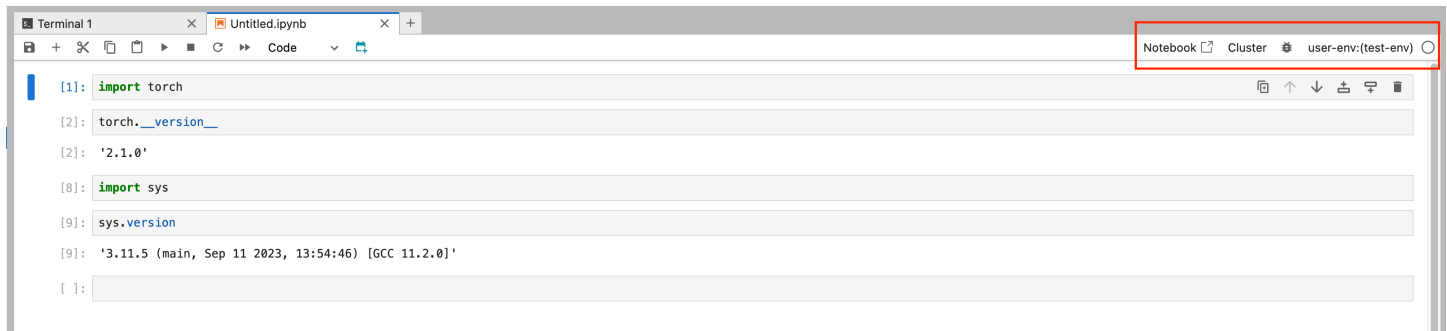 Terminal 1
Untitled.ipynb
Code
Notebook Cluster user-env:(test-env)
[1]: import torch
[2]: torch.__version__
[2]: '2.1.0'
[8]: import sys
[9]: sys.version
[9]: '3.11.5 (main, Sep 11 2023, 13:54:46) [GCC 11.2.0]'
[ ]: